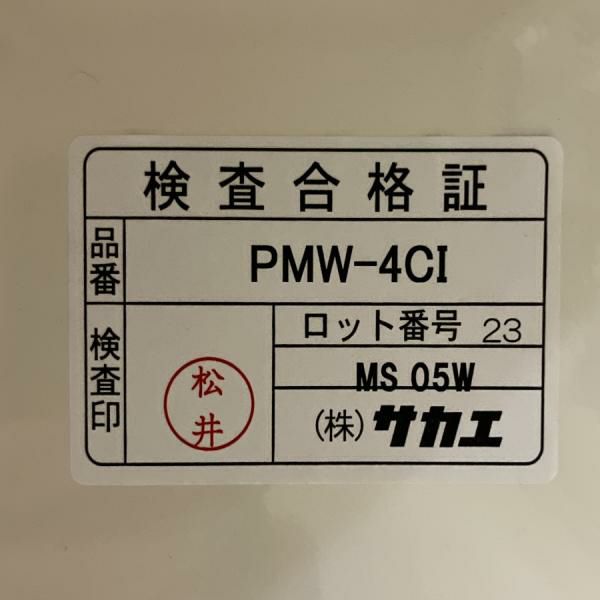 検査合格証
品番
PMW-4CI
検査印
松井
ロット番号 23
MS 05W
(株)サカエ